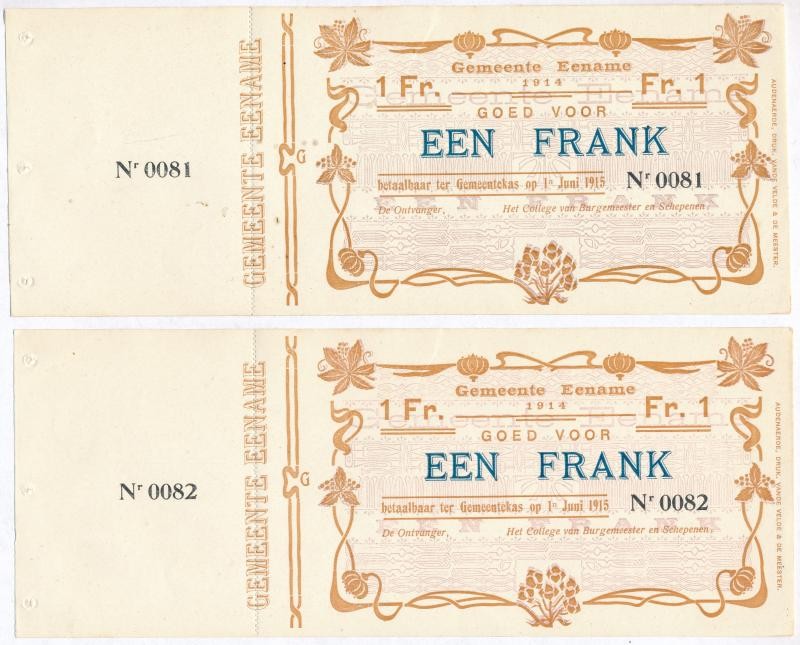 Nr 0081
GEMEENTE EENAME
G
Gemeente Eename
1914
1 Fr.
Fr. 1
GOED VOOR
EEN FRANK
betaalbaar ter Gemeentekas op 1n Juni 1915
Nr 0081
De Ontvanger,
Het College van Burgemeester en Schepenen,
EEN FRANK
AUDENAERDE, DRUK. VANDE VELDE & DE MEESTER.
Nr 0082
GEMEENTE EENAME
G
Gemeente Eename
1914
1 Fr.
Fr. 1
GOED VOOR
EEN FRANK
betaalbaar ter Gemeentekas op 1n Juni 1915
Nr 0082
De Ontvanger,
Het College van Burgemeester en Schepenen,
EEN FRANK
AUDENAERDE, DRUK. VANDE VELDE & DE MEESTER.